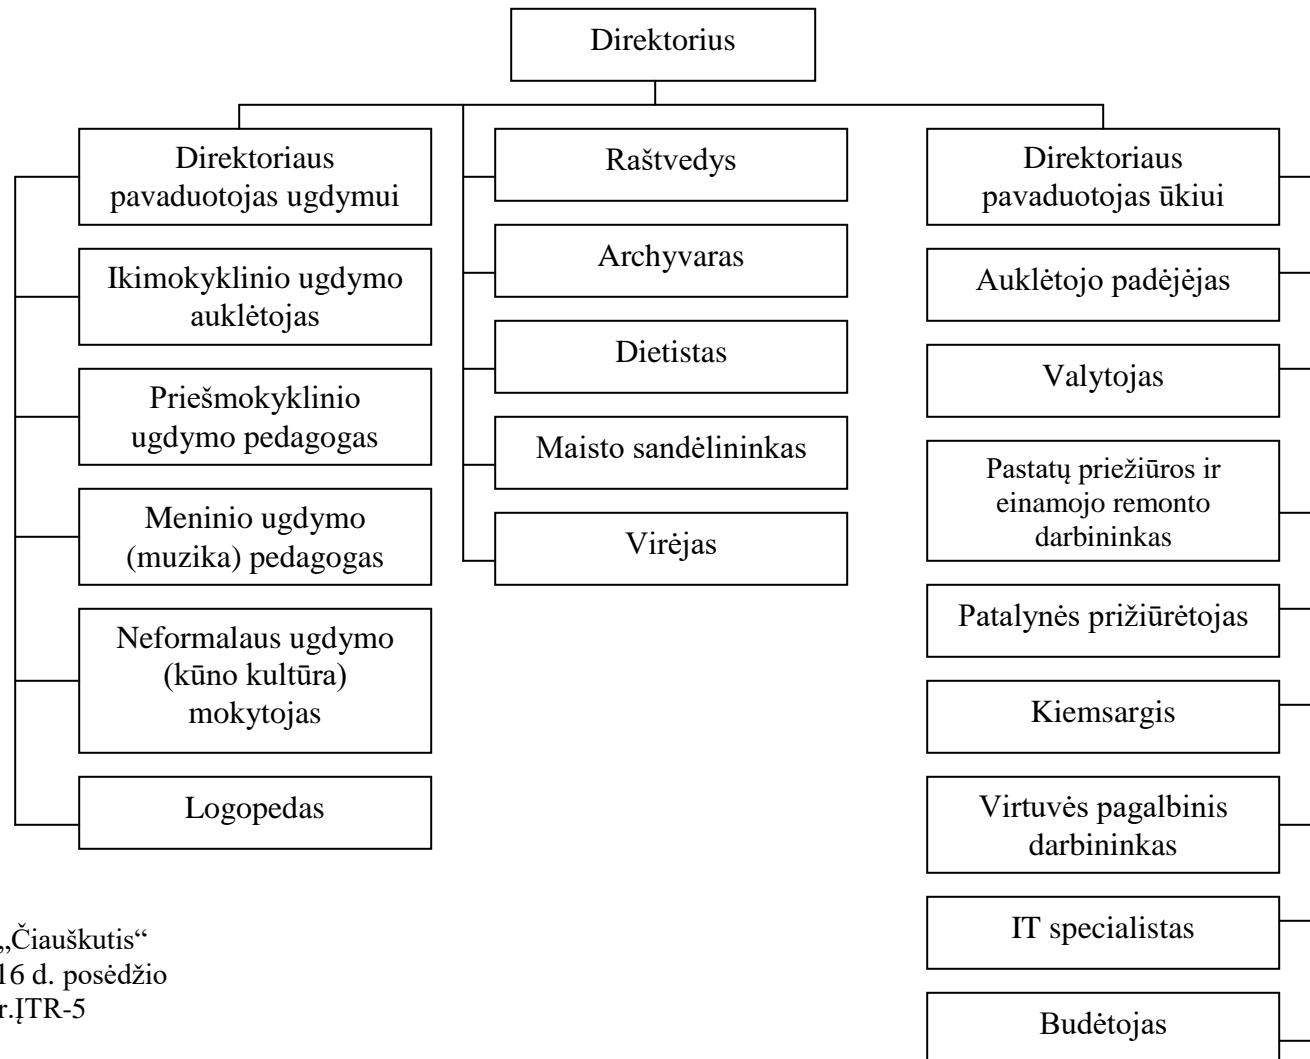 Direktorius
Direktoriaus
pavaduotojas ugdymui
Ikimokyklinio ugdymo
auklėtojas
Priešmokyklinio
ugdymo pedagogas
Meninio ugdymo
(muzika) pedagogas
Neformalaus ugdymo
(kūno kultūra)
mokytojas
Logopedas
Raštvedys
Archyvaras
Dietistas
Maisto sandėlininkas
Virėjas
Direktoriaus
pavaduotojas ūkiui
Auklėtojo padėjėjas
Valytojas
Pastatų priežiūros ir
einamojo remonto
darbininkas
Patalynės prižiūrėtojas
Kiemsargis
Virtuvės pagalbinis
darbininkas
IT specialistas
Budėtojas
„Čiauškutis“
16 d. posėdžio
r.ĮTR-5